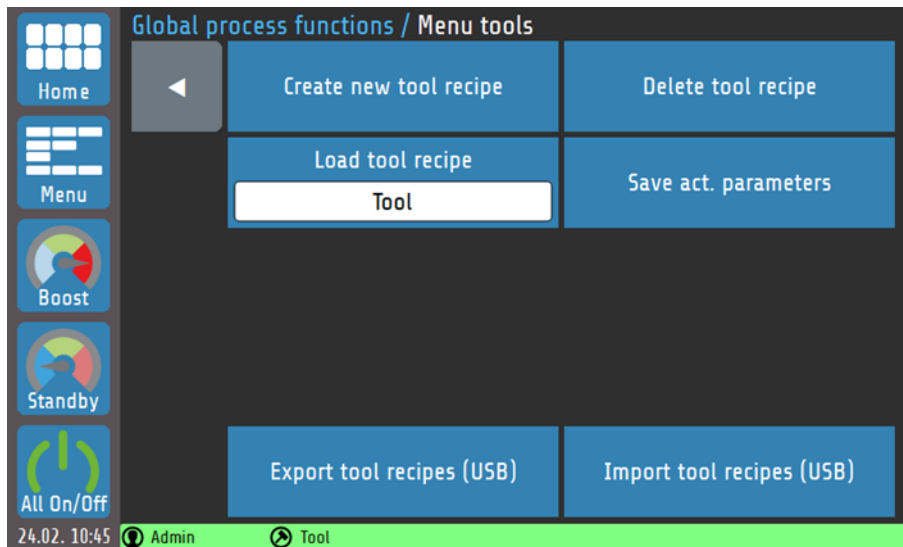 Global process functions / Menu tools
Home
Create new tool recipe
Delete tool recipe
Menu
Load tool recipe
Tool
Save act. parameters
Boost
Standby
All On/Off
Export tool recipes (USB)
Import tool recipes (USB)
24.02. 10:45
Admin
Tool